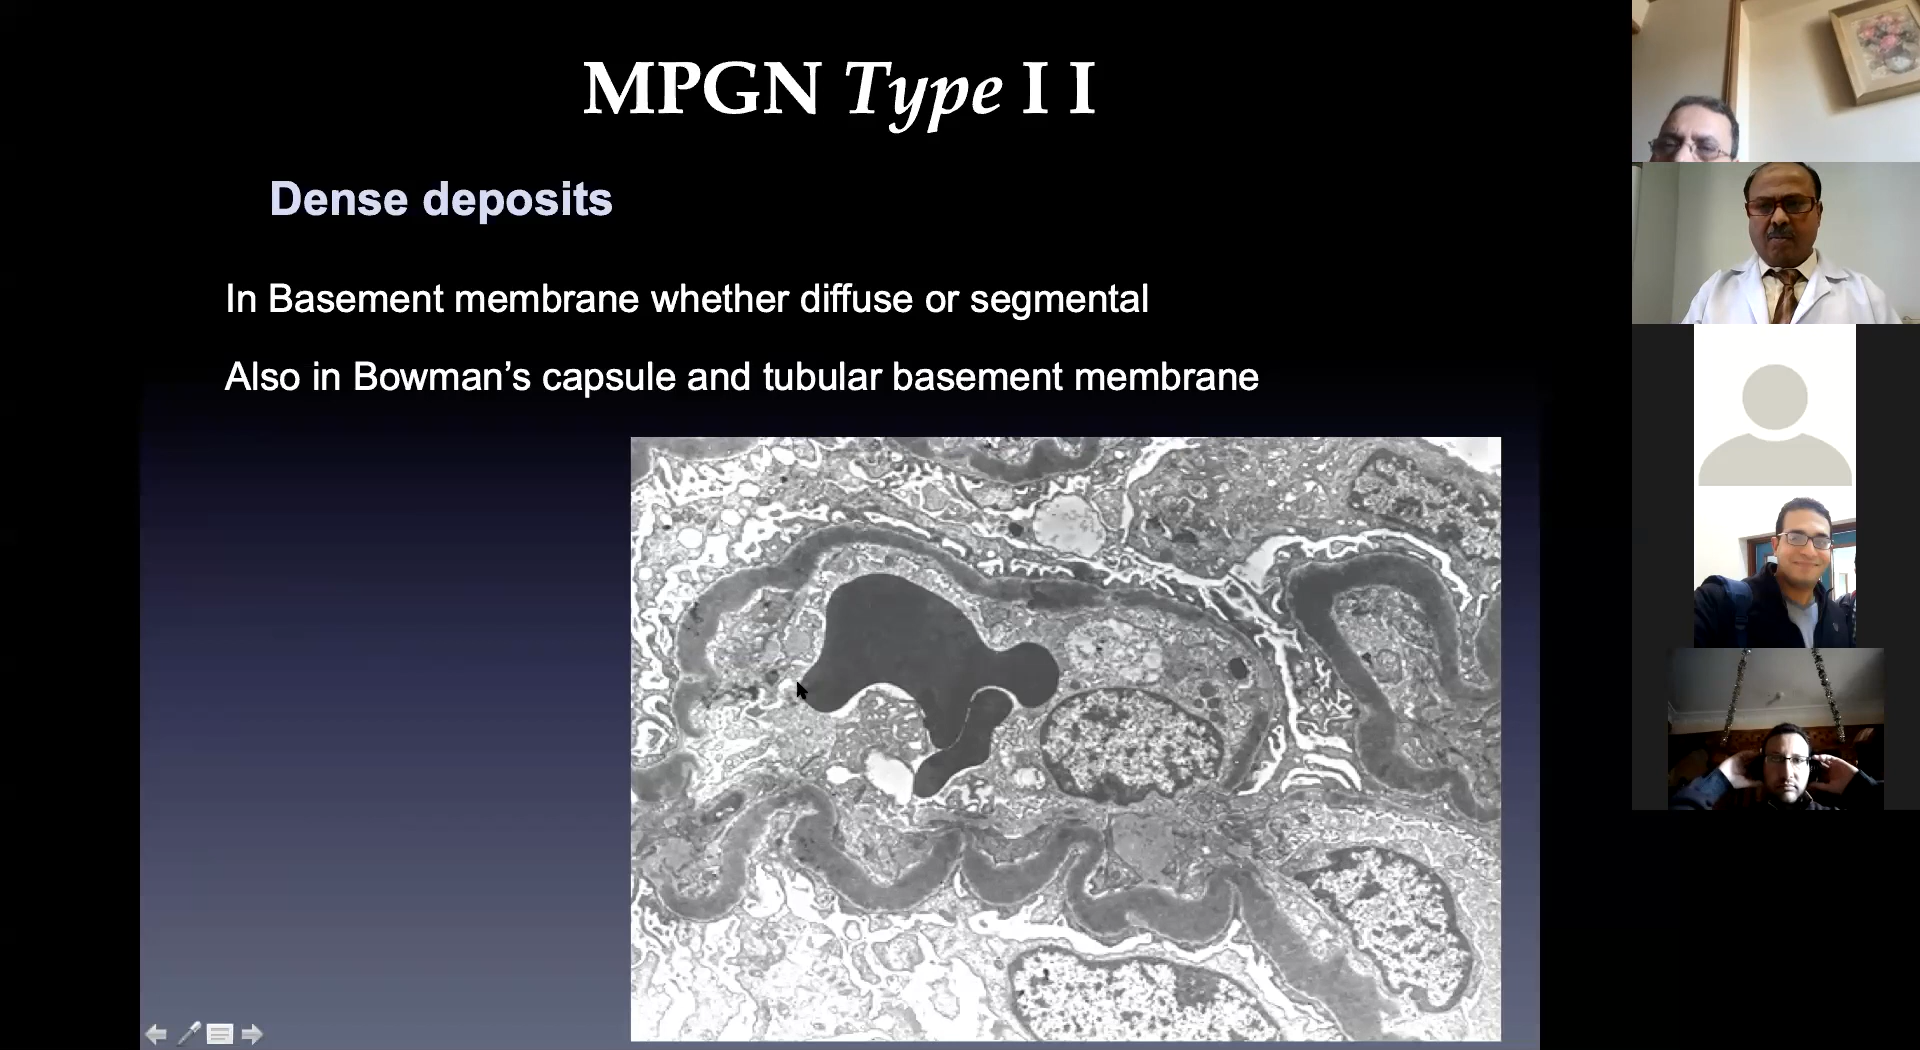 MPGN Type I I
Dense deposits
In Basement membrane whether diffuse or segmental
Also in Bowman’s capsule and tubular basement membrane